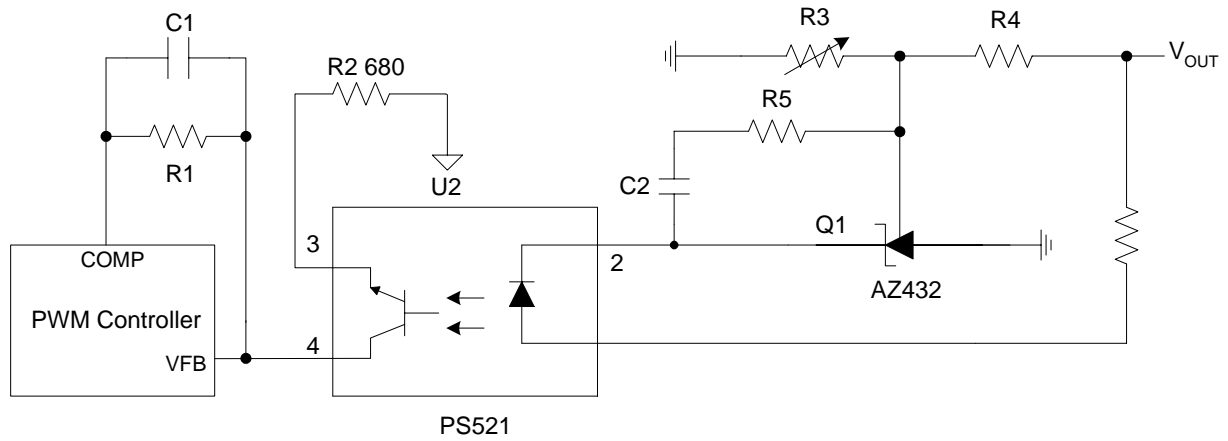 C1
R3
R4
V_OUT
R2 680
R5
R1
C2
U2
3
Q1
2
COMP
AZ432
PWM Controller
4
VFB
PS521